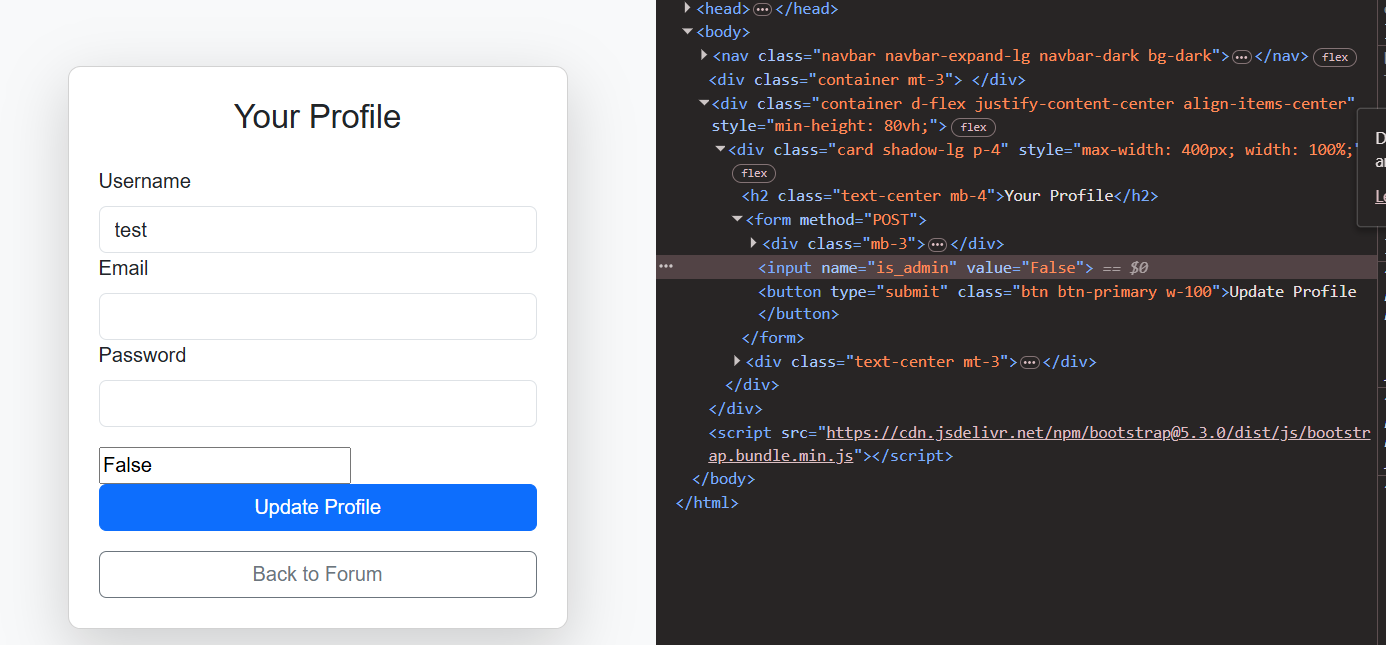 Your Profile
Username
test
Email
Password
False
Update Profile
Back to Forum
<head>…</head>
<body>
<nav class="navbar navbar-expand-lg navbar-dark bg-dark">…</nav> flex
<div class="container mt-3"> </div>
<div class="container d-flex justify-content-center align-items-center"
style="min-height: 80vh;"> flex
<div class="card shadow-lg p-4" style="max-width: 400px; width: 100%;"
flex
<h2 class="text-center mb-4">Your Profile</h2>
<form method="POST">
<div class="mb-3">…</div>
<input name="is_admin" value="False"> == $0
<button type="submit" class="btn btn-primary w-100">Update Profile
</button>
</form>
<div class="text-center mt-3">…</div>
</div>
</div>
<script src="https://cdn.jsdelivr.net/npm/bootstrap@5.3.0/dist/js/bootstr
ap.bundle.min.js"></script>
</body>
</html>